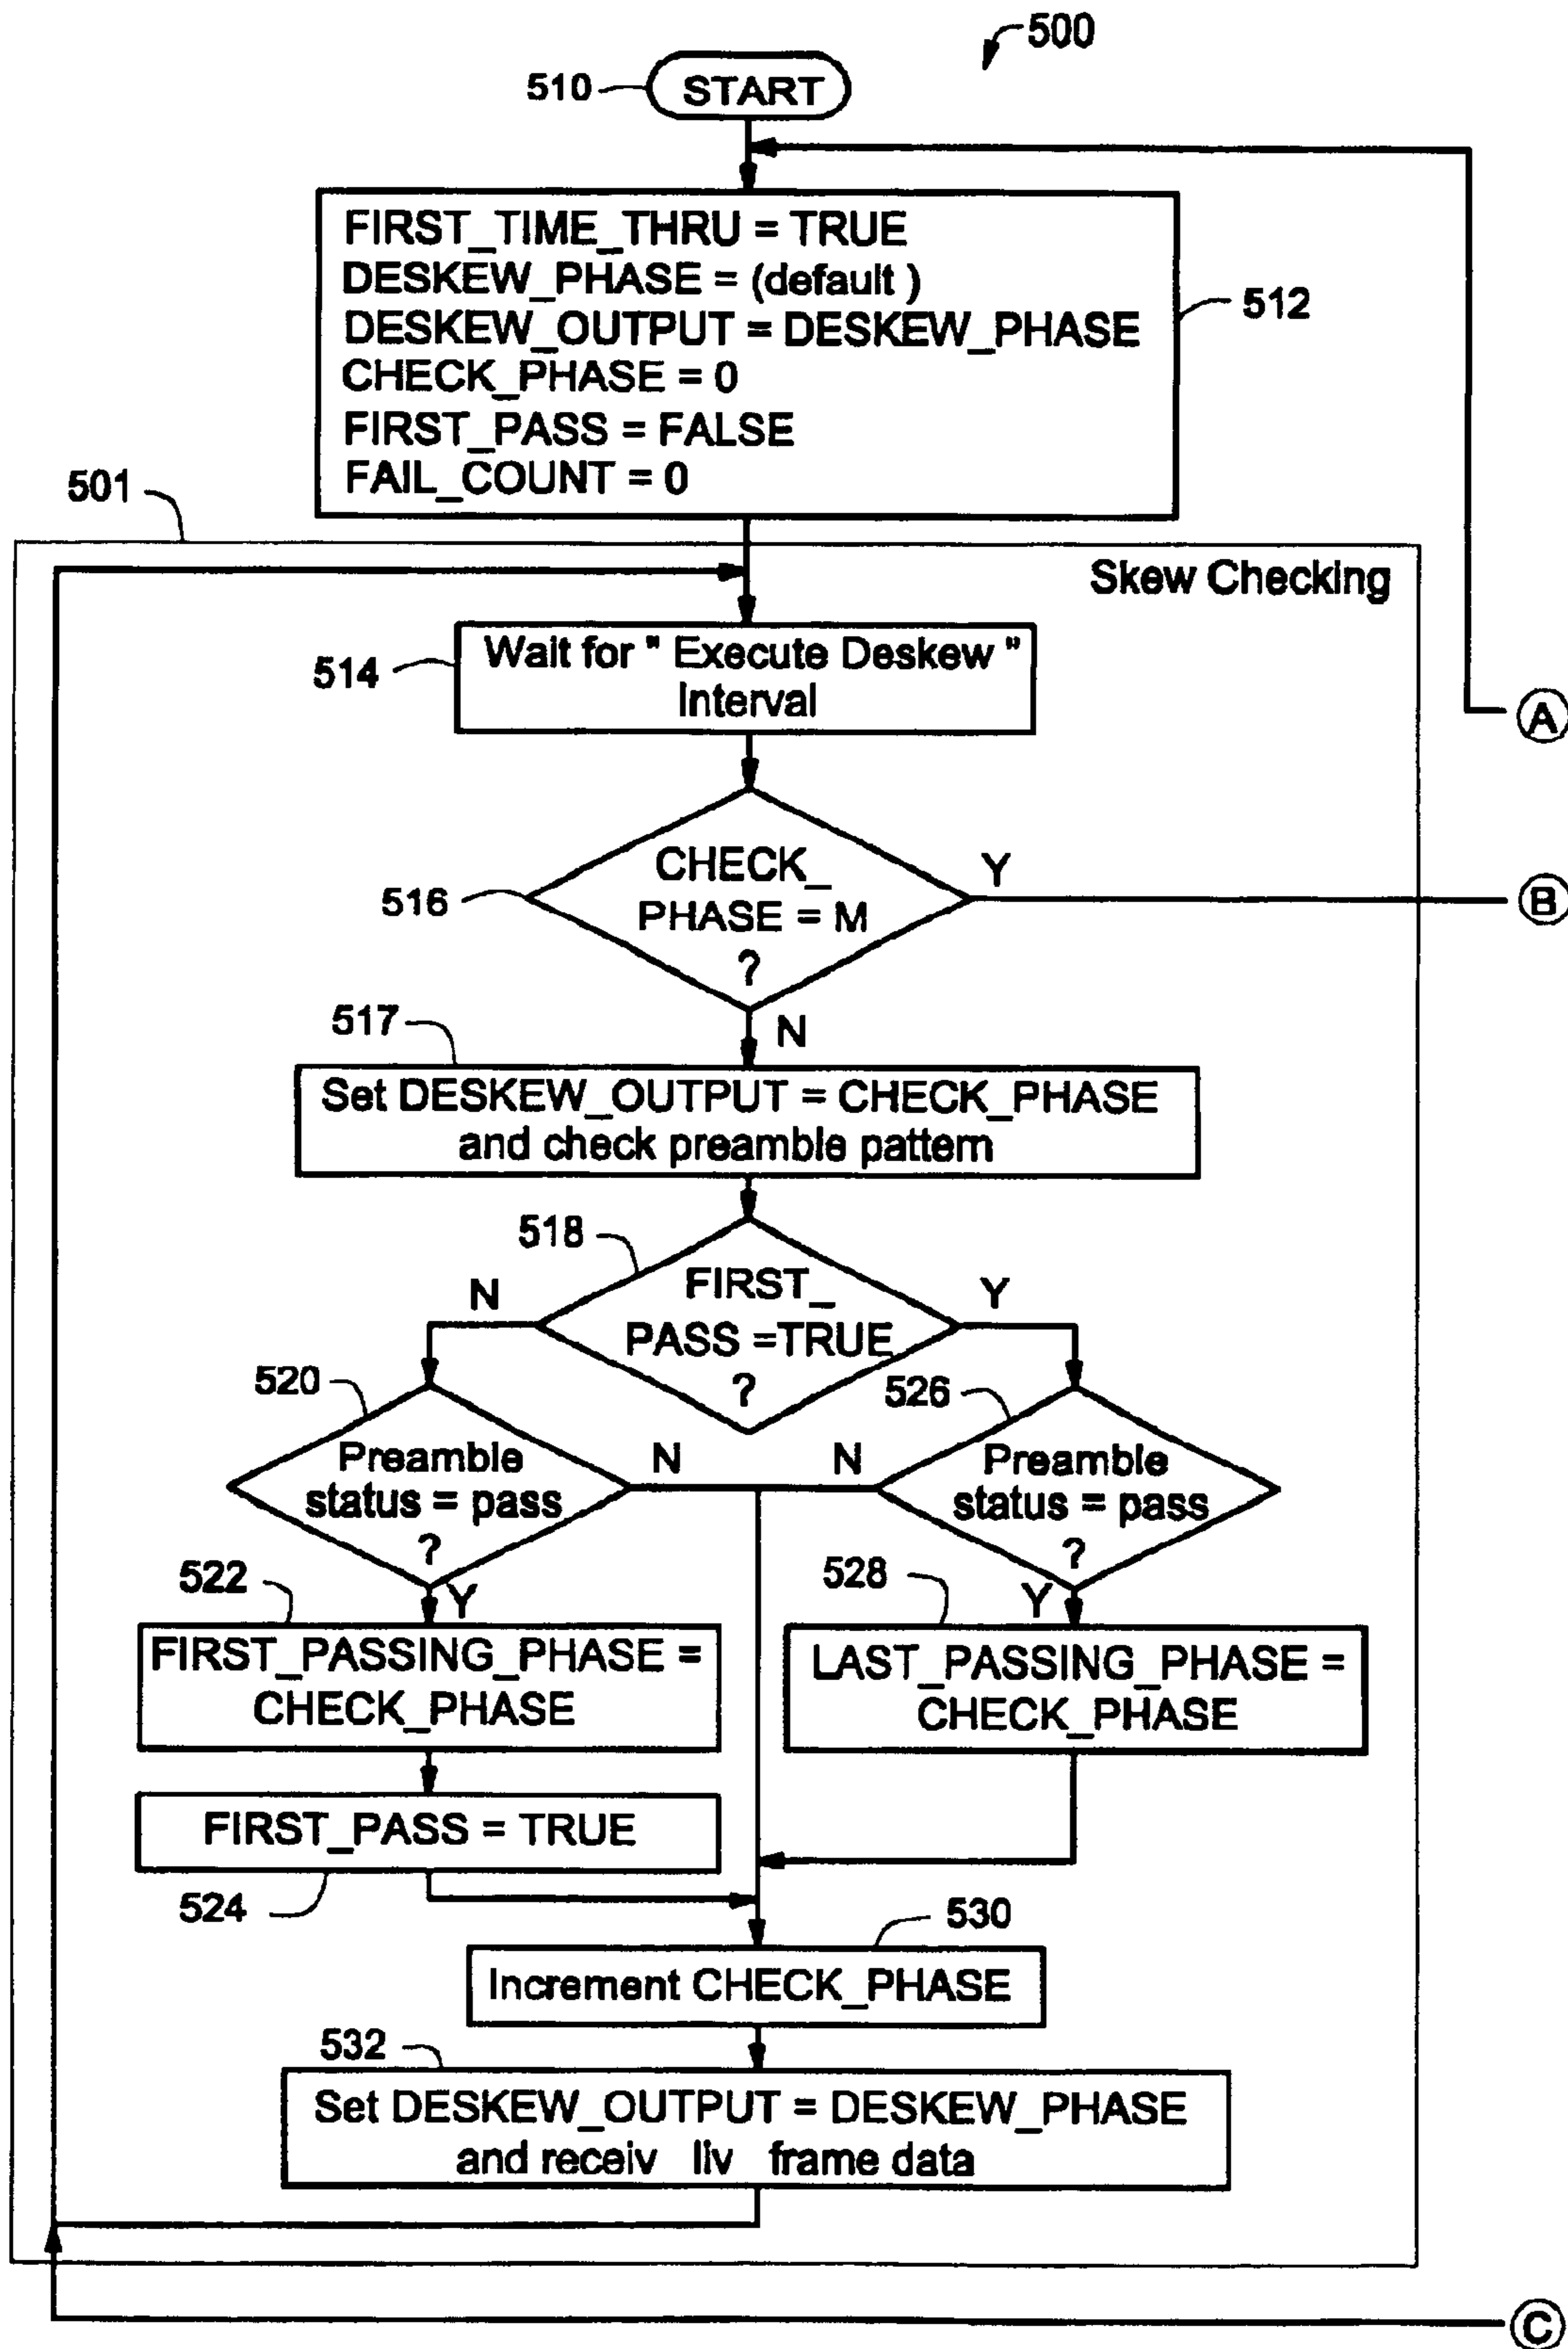 500
510
START
FIRST_TIME_THRU = TRUE
DESKEW_PHASE = (default )
DESKEW_OUTPUT = DESKEW_PHASE
CHECK_PHASE = 0
FIRST_PASS = FALSE
FAIL_COUNT = 0
512
501
Skew Checking
514
Wait for " Execute Deskew "
Interval
A
516
CHECK_
PHASE = M
?
Y
B
N
517
Set DESKEW_OUTPUT = CHECK_PHASE
and check preamble pattern
518
FIRST_
PASS =TRUE
?
N
Y
520
Preamble
status = pass
?
N
Y
526
Preamble
status = pass
?
N
Y
522
FIRST_PASSING_PHASE =
CHECK_PHASE
528
LAST_PASSING_PHASE =
CHECK_PHASE
FIRST_PASS = TRUE
524
530
Increment CHECK_PHASE
532
Set DESKEW_OUTPUT = DESKEW_PHASE
and receiv liv frame data
C